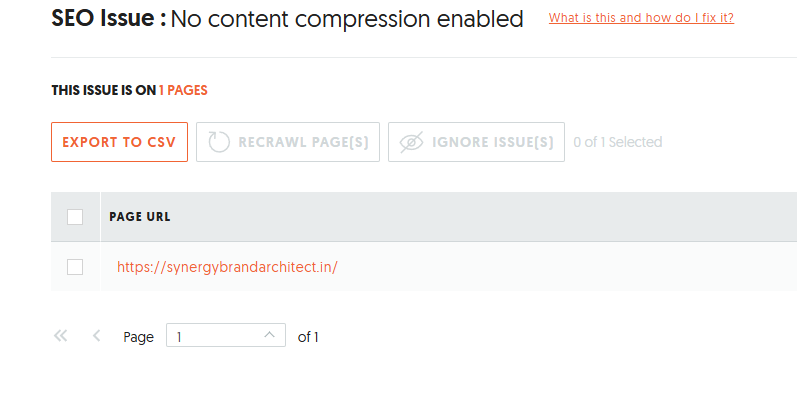 SEO Issue : No content compression enabled What is this and how do I fix it?
THIS ISSUE IS ON 1 PAGES
EXPORT TO CSV RECRAWL PAGE(S) IGNORE ISSUE(S) 0 of 1 Selected
PAGE URL
https://synergybrandarchitect.in/
Page 1 of 1